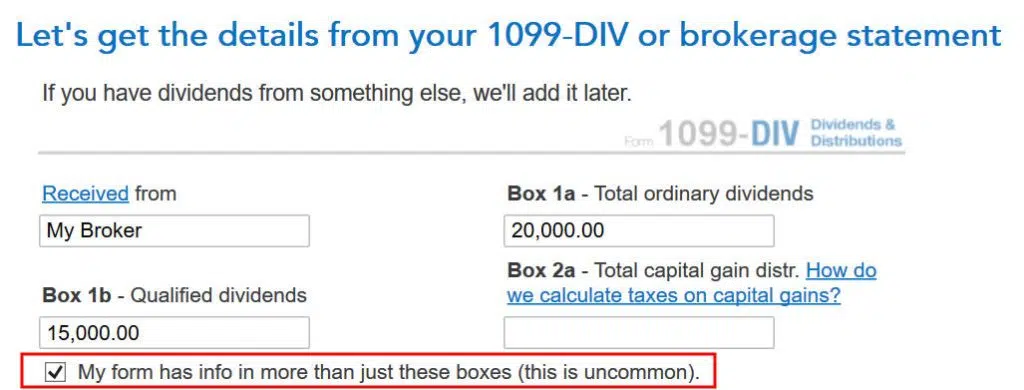 Let's get the details from your 1099-DIV or brokerage statement
If you have dividends from something else, we'll add it later.
Form 1099-DIV Dividends &
Distributions
Received from
My Broker
Box 1a - Total ordinary dividends
20,000.00
Box 1b - Qualified dividends
15,000.00
Box 2a - Total capital gain distr. How do
we calculate taxes on capital gains?
My form has info in more than just these boxes (this is uncommon).